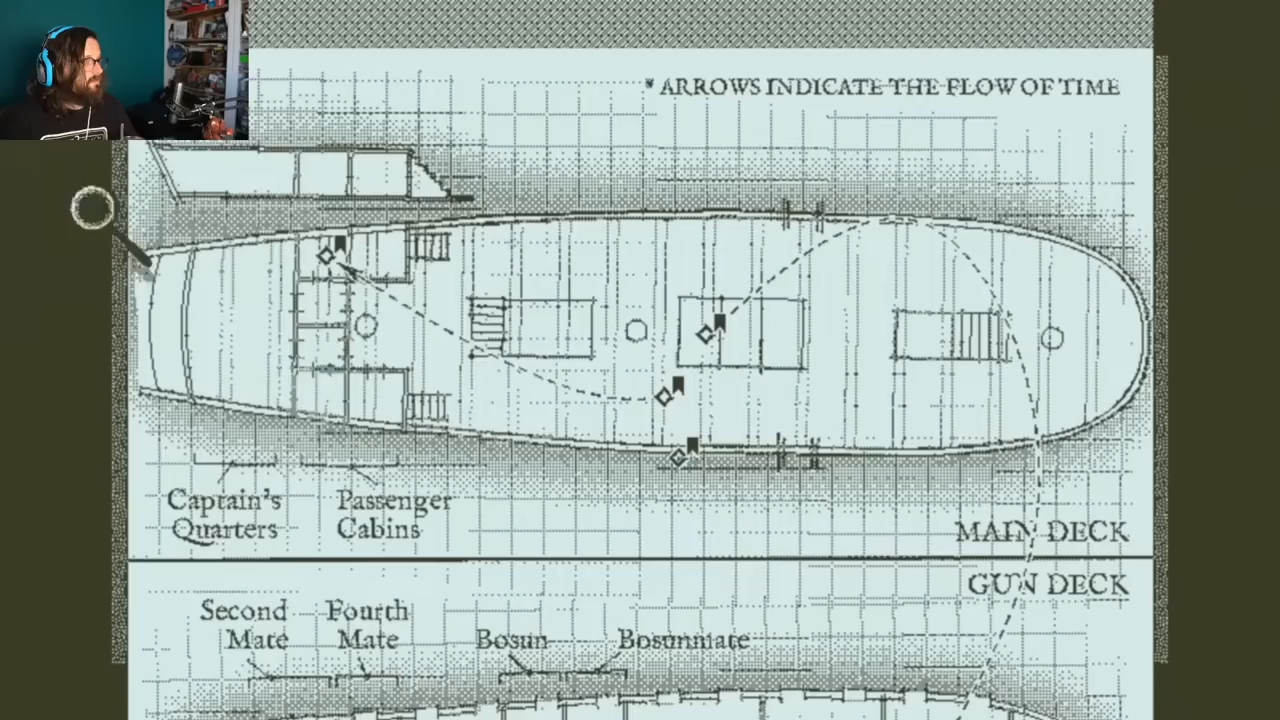 * ARROWS INDICATE THE FLOW OF TIME
Captain's
Quarters
Passenger
Cabins
MAIN DECK
GUN DECK
Second
Mate
Fourth
Mate
Bosun
Bosunmate